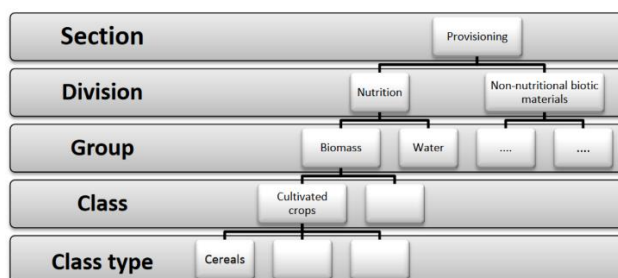 Section
Provisioning
Division
Nutrition
Non-nutritional biotic
materials
Group
Biomass
Water
....
....
Class
Cultivated
crops
Class type
Cereals